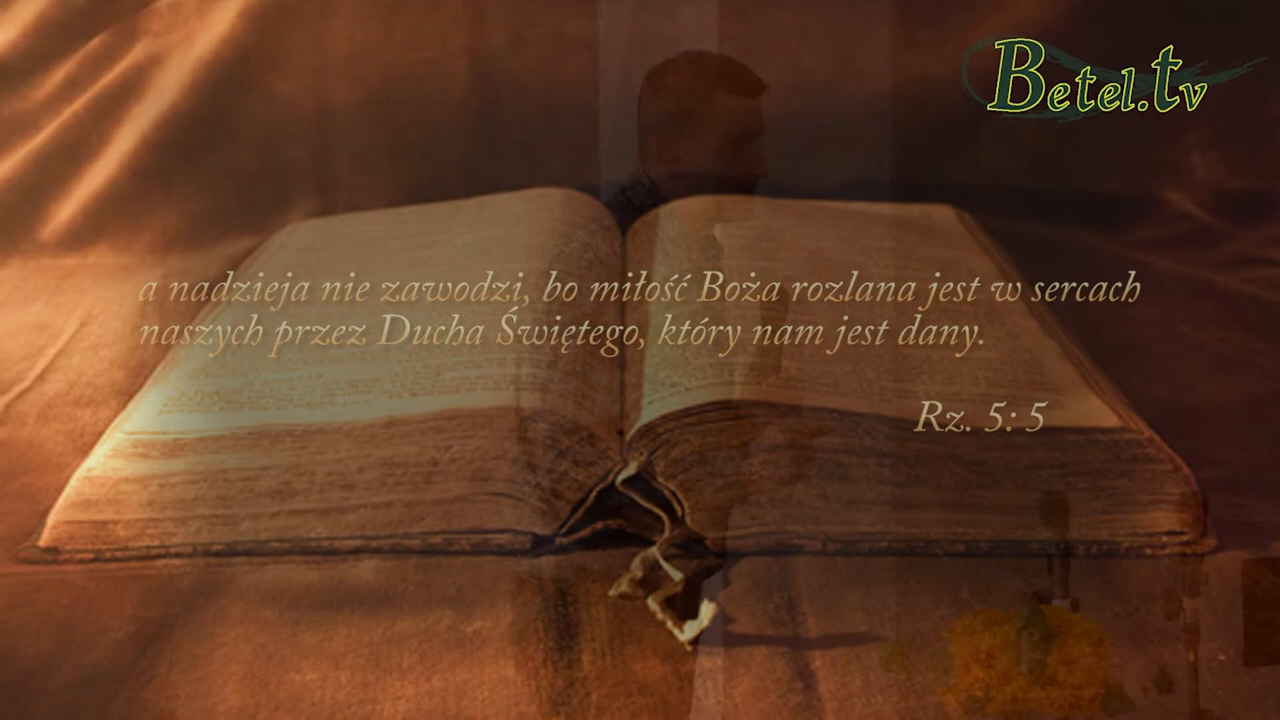 Betel.tv
a nadzieja nie zawodzi, bo miłość Boża rozlana jest w sercach
naszych przez Ducha Świętego, który nam jest dany.
Rz. 5: 5